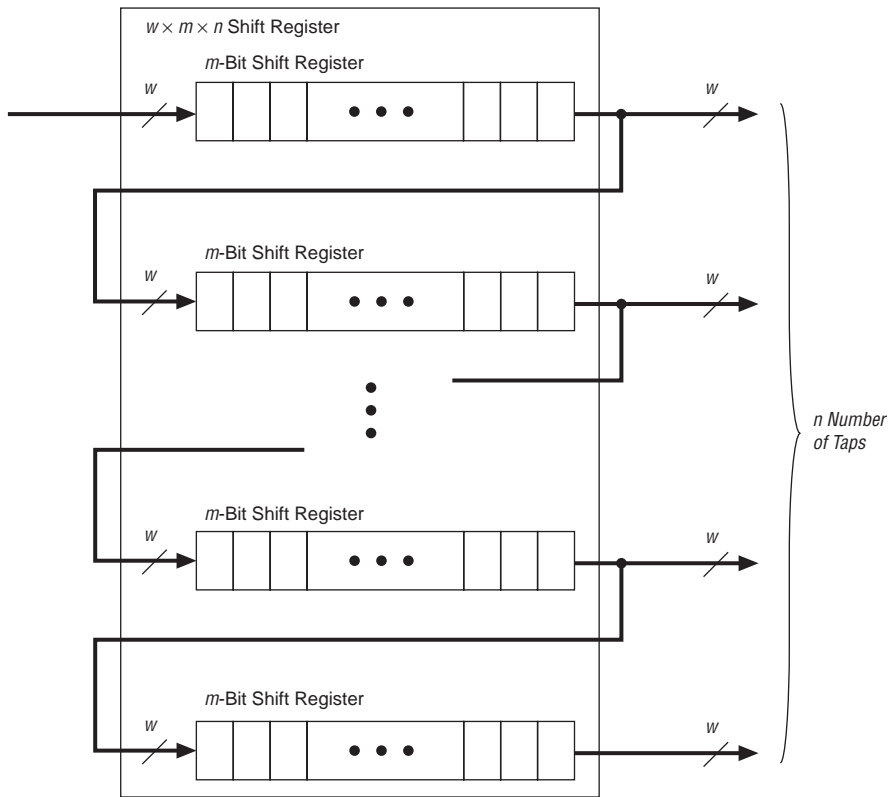 w × m × n Shift Register
m-Bit Shift Register
w
w
m-Bit Shift Register
w
w
n Number
of Taps
m-Bit Shift Register
w
w
m-Bit Shift Register
w
w